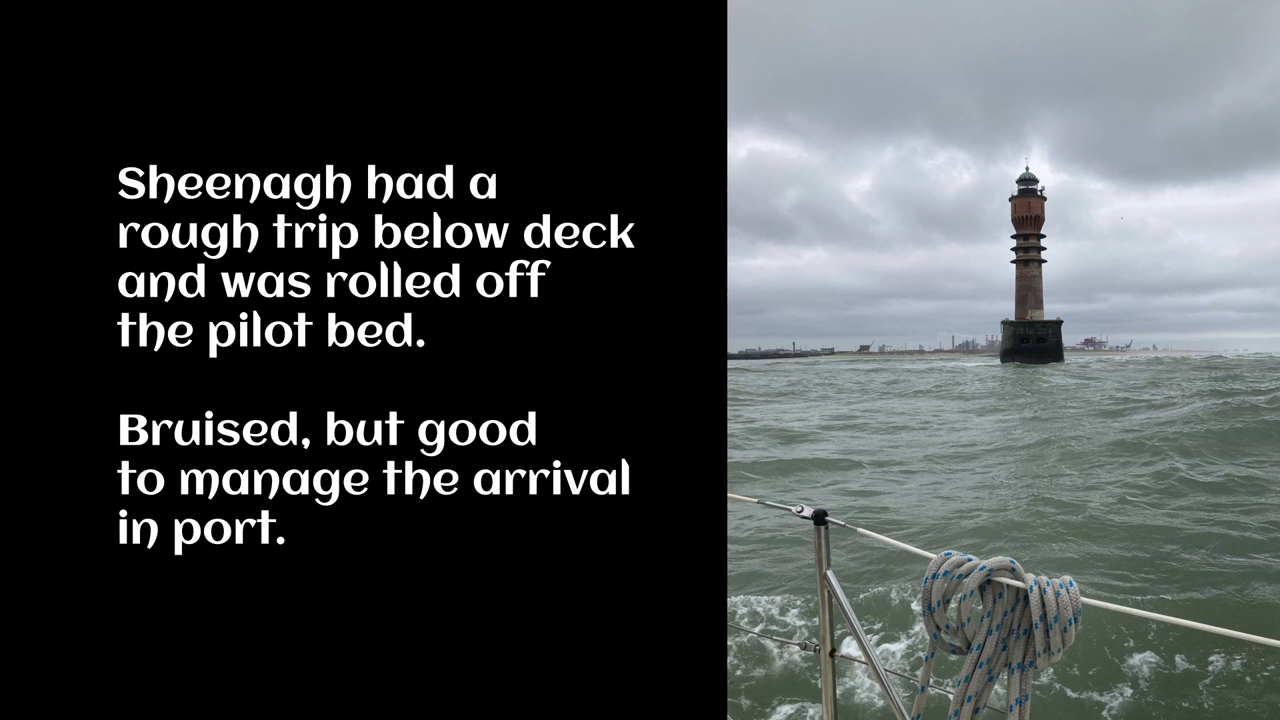 Sheenagh had a
rough trip below deck
and was rolled off
the pilot bed.
Bruised, but good
to manage the arrival
in port.